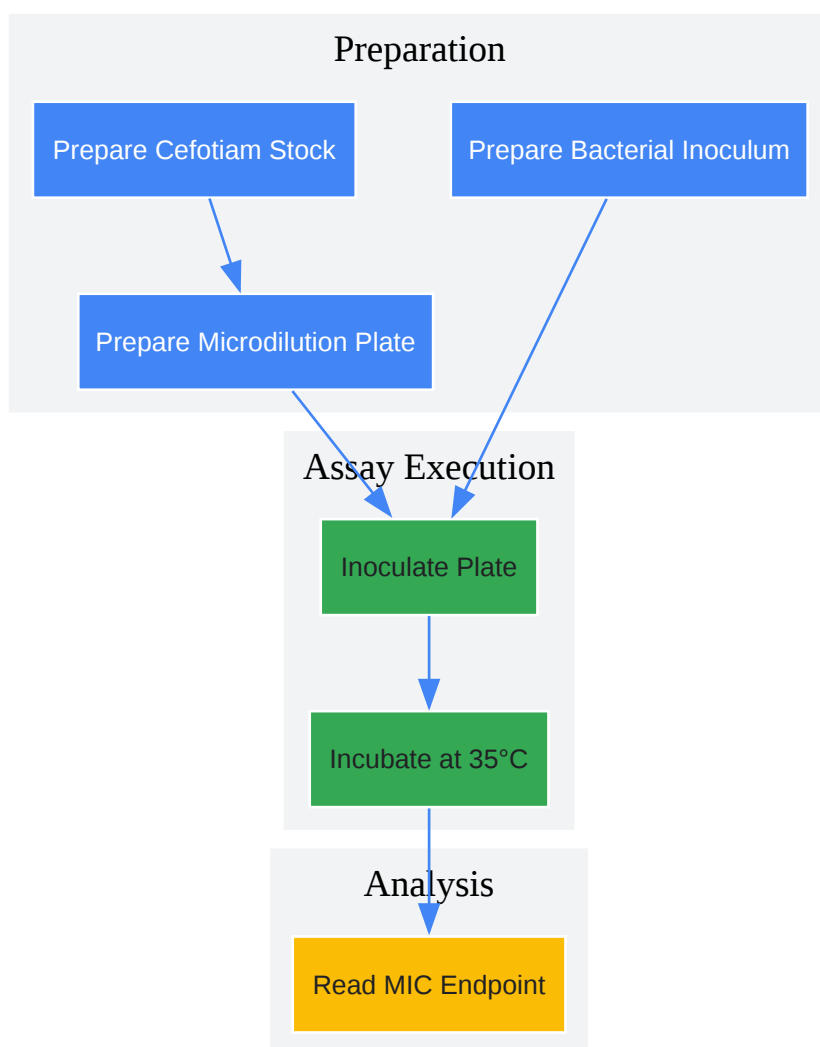 Preparation
Prepare Cefotiam Stock
Prepare Bacterial Inoculum
Prepare Microdilution Plate
Assay Execution
Inoculate Plate
Incubate at 35°C
Analysis
Read MIC Endpoint